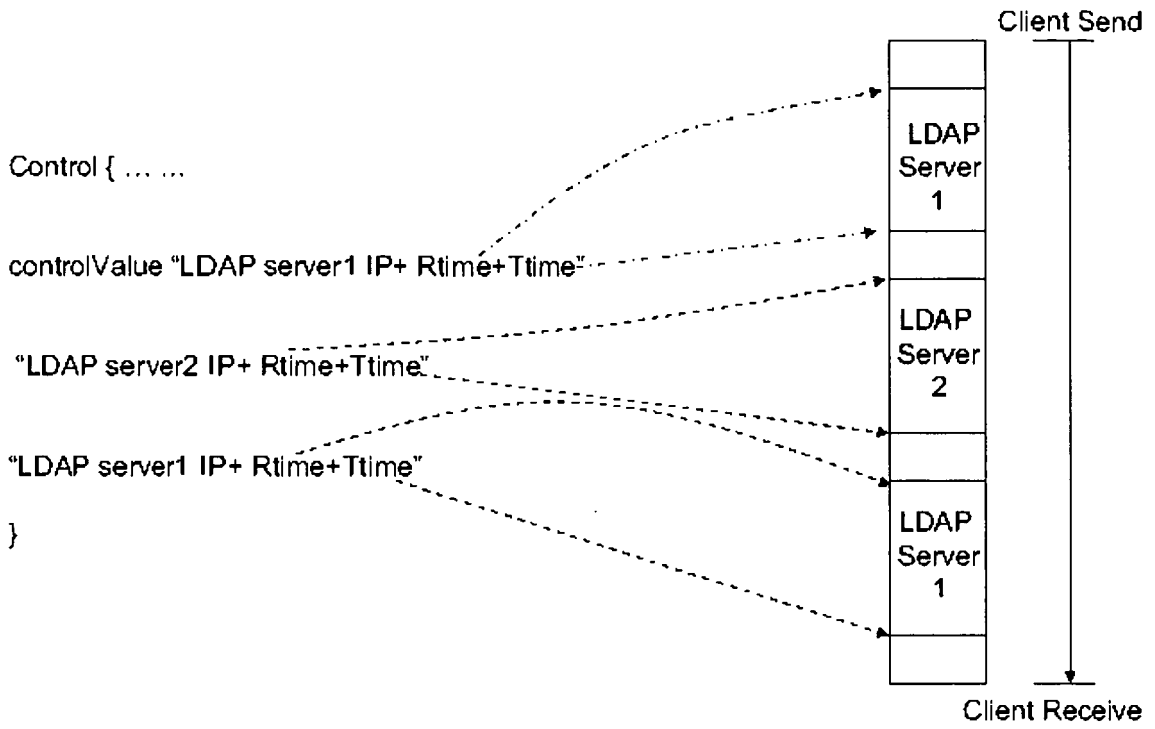 Client Send
LDAP
Server
1
Control { ... ...
controlValue "LDAP server1 IP+ Rtime+Ttime"
LDAP
Server
2
"LDAP server2 IP+ Rtime+Ttime"
"LDAP server1 IP+ Rtime+Ttime"
LDAP
Server
1
}
Client Receive